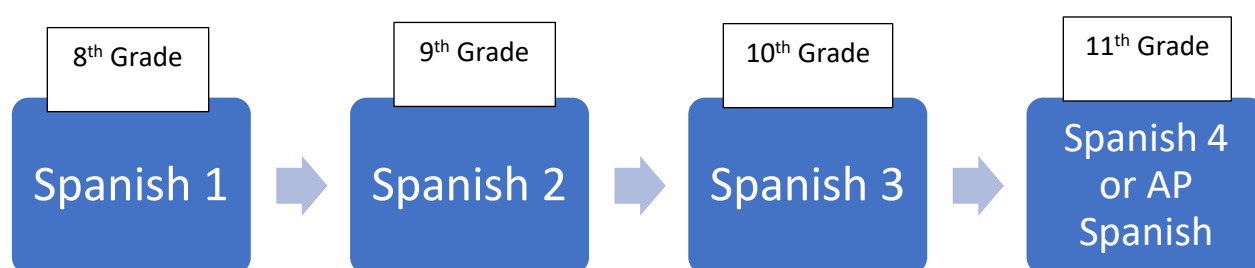 8th Grade
Spanish 1
9th Grade
Spanish 2
10th Grade
Spanish 3
11th Grade
Spanish 4
or AP
Spanish